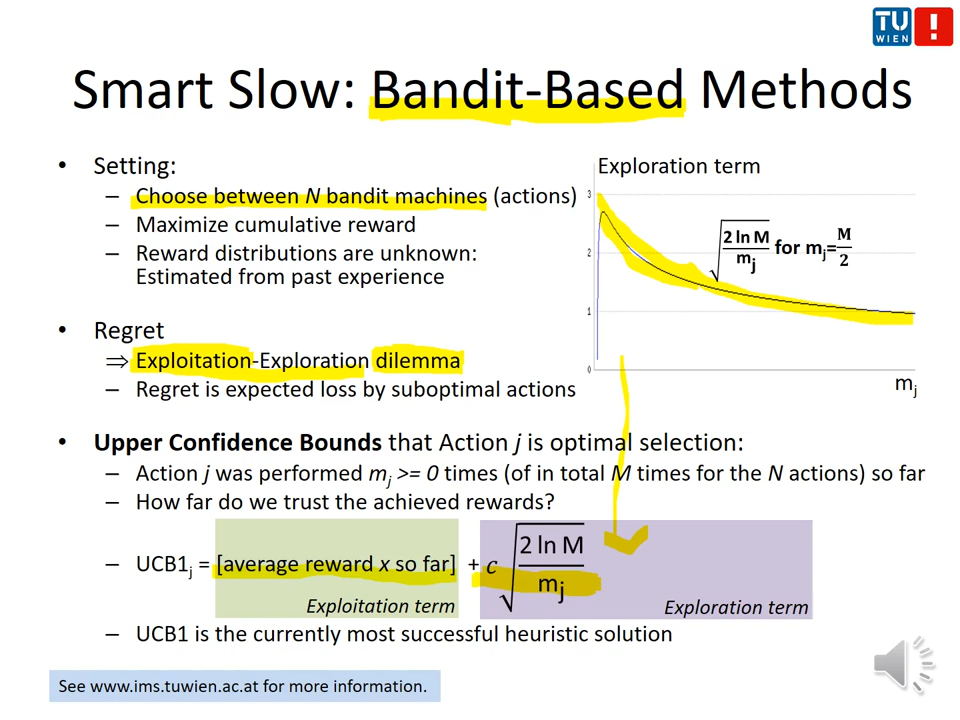 TU
WIEN
!
Smart Slow: Bandit-Based Methods
• Setting:
– Choose between N bandit machines (actions)
– Maximize cumulative reward
– Reward distributions are unknown:
Estimated from past experience
Exploration term
3
2
1
0
√(2 ln M / mj) for mj=M/2
mj
• Regret
⇒ Exploitation-Exploration dilemma
– Regret is expected loss by suboptimal actions
• Upper Confidence Bounds that Action j is optimal selection:
– Action j was performed mj >= 0 times (of in total M times for the N actions) so far
– How far do we trust the achieved rewards?
– UCB1j = [average reward x so far] + c √(2 ln M / mj)
Exploitation term
Exploration term
– UCB1 is the currently most successful heuristic solution
See www.ims.tuwien.ac.at for more information.